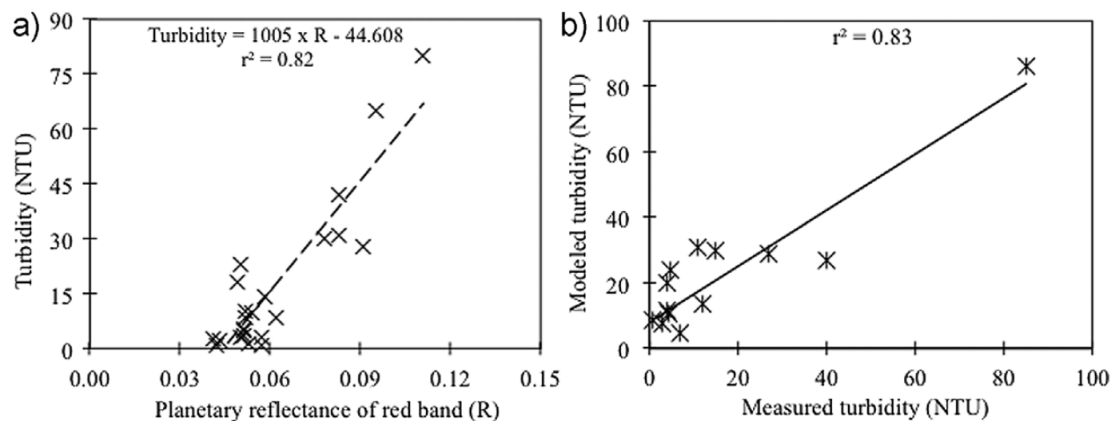 a)
Turbidity = 1005 x R - 44.608
r² = 0.82
Turbidity (NTU)
90
75
60
45
30
15
0
0.00 0.03 0.06 0.09 0.12 0.15
Planetary reflectance of red band (R)
b)
r² = 0.83
Modeled turbidity (NTU)
100
80
60
40
20
0
0 20 40 60 80 100
Measured turbidity (NTU)